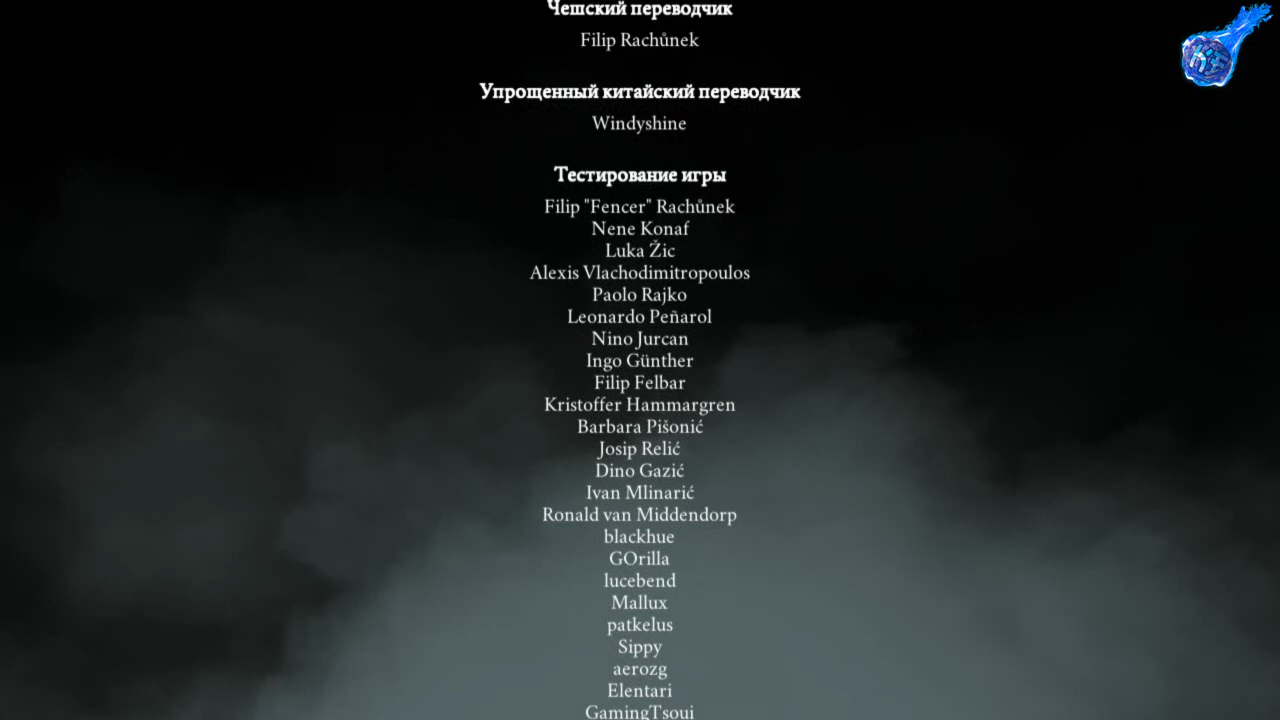 Чешский переводчик
Filip Rachůnek
Упрощенный китайский переводчик
Windyshine
Тестирование игры
Filip "Fencer" Rachůnek
Nene Konaf
Luka Žic
Alexis Vlachodimitropoulos
Paolo Rajko
Leonardo Peñarol
Nino Jurcan
Ingo Günther
Filip Felbar
Kristoffer Hammargren
Barbara Pišonić
Josip Relić
Dino Gazić
Ivan Mlinarić
Ronald van Middendorp
blackhue
GOrilla
lucebend
Mallux
patkelus
Sippy
aerozg
Elentari
GamingTsoui